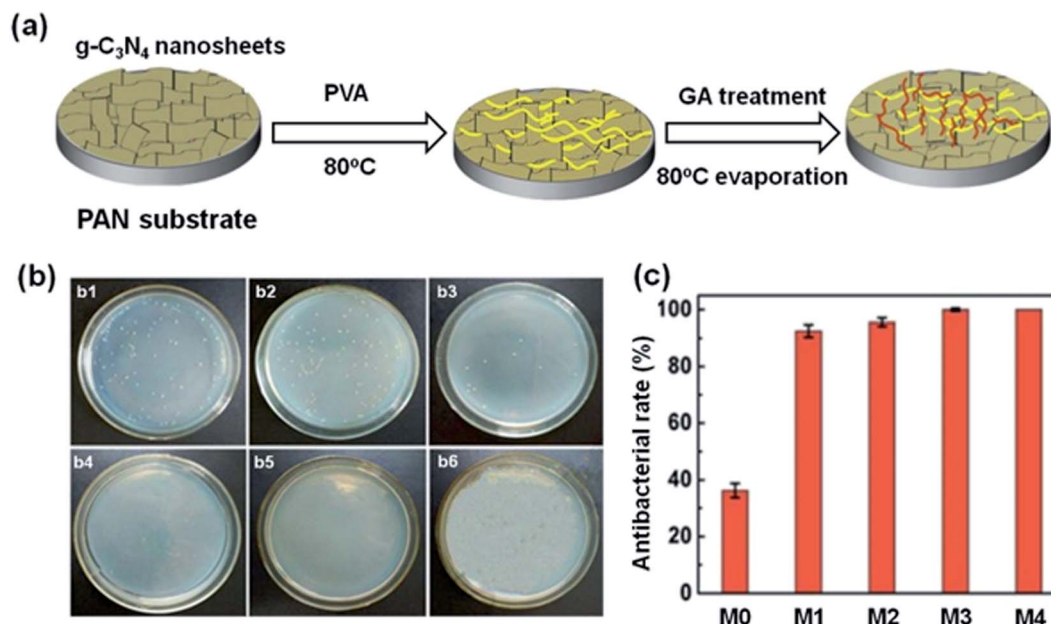 (a)
g-C₃N₄ nanosheets
PVA
80°C
GA treatment
80°C evaporation
PAN substrate
(b)
b1
b2
b3
b4
b5
b6
(c)
Antibacterial rate (%)
100
80
60
40
20
0
M0
M1
M2
M3
M4